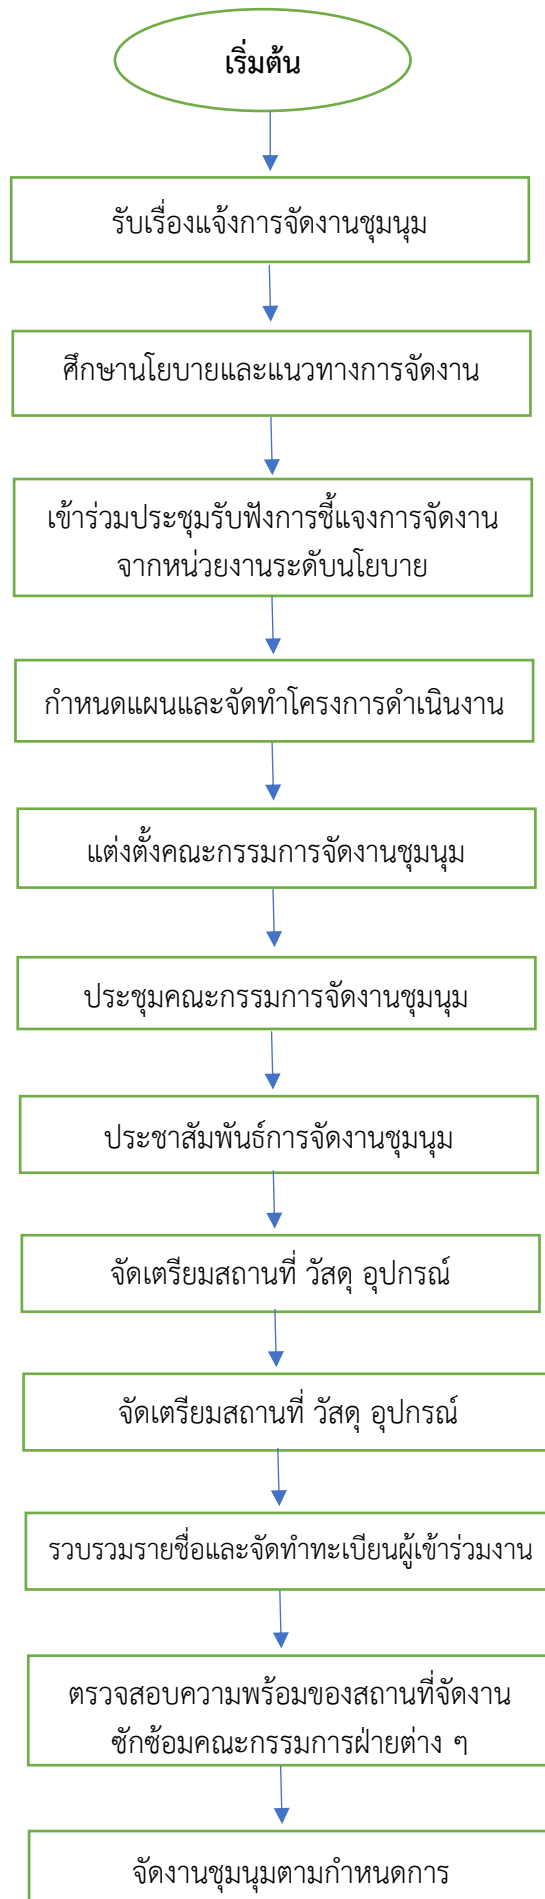 เริ่มต้น
รับเรื่องแจ้งการจัดงานชุมนุม
ศึกษานโยบายและแนวทางการจัดงาน
เข้าร่วมประชุมรับฟังการชี้แจงการจัดงาน
จากหน่วยงานระดับนโยบาย
กำหนดแผนและจัดทำโครงการดำเนินงาน
แต่งตั้งคณะกรรมการจัดงานชุมนุม
ประชุมคณะกรรมการจัดงานชุมนุม
ประชาสัมพันธ์การจัดงานชุมนุม
จัดเตรียมสถานที่ วัสดุ อุปกรณ์
จัดเตรียมสถานที่ วัสดุ อุปกรณ์
รวบรวมรายชื่อและจัดทำทะเบียนผู้เข้าร่วมงาน
ตรวจสอบความพร้อมของสถานที่จัดงาน
ซักซ้อมคณะกรรมการฝ่ายต่าง ๆ
จัดงานชุมนุมตามกำหนดการ